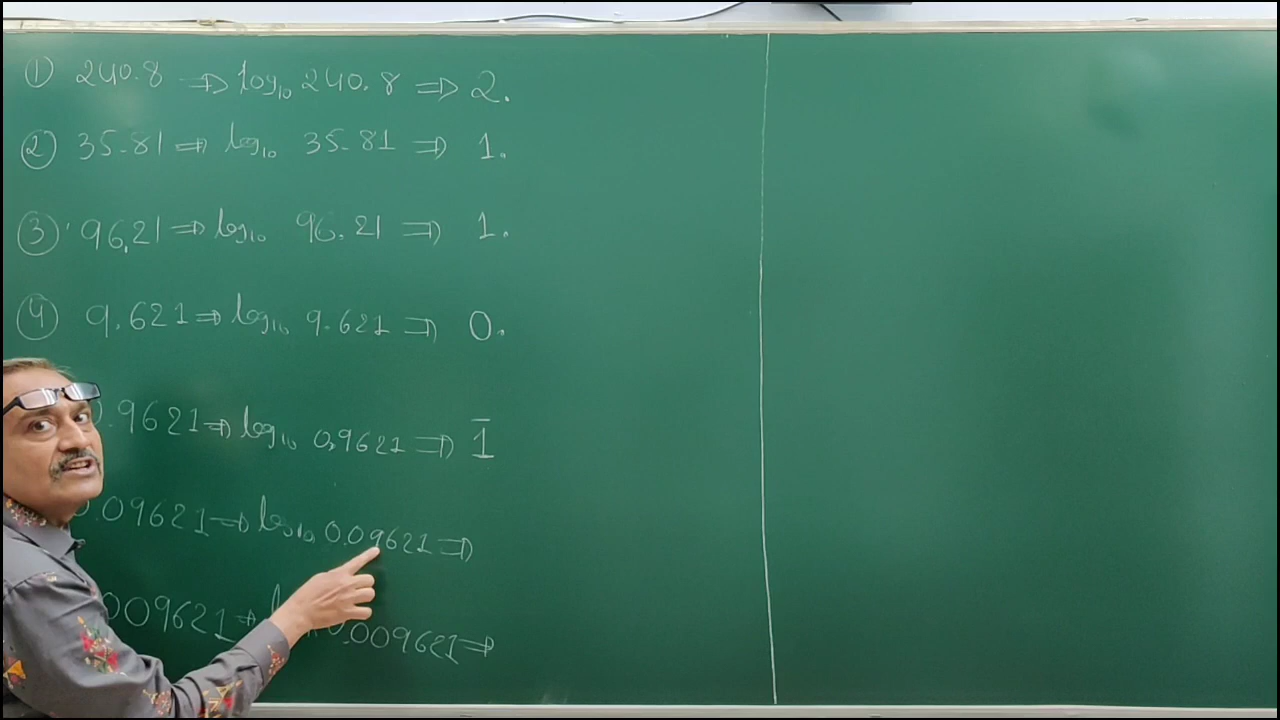 ① 240.8 ⇒ log₁₀ 240.8 ⇒ 2.
② 35.81 ⇒ log₁₀ 35.81 ⇒ 1.
③ 96.21 ⇒ log₁₀ 96.21 ⇒ 1.
④ 9.621 ⇒ log₁₀ 9.621 ⇒ 0.
0.9621 ⇒ log₁₀ 0.9621 ⇒ 1̄
0.09621 ⇒ log₁₀ 0.09621 ⇒
009621 ⇒ 0.009621 ⇒